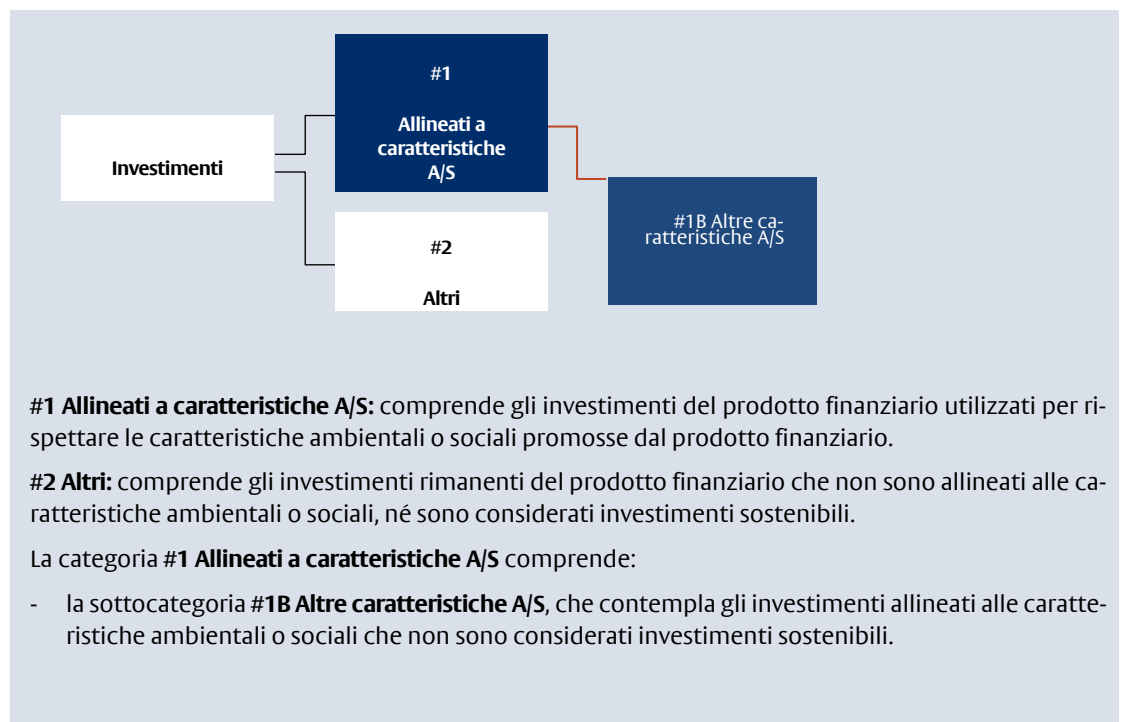 #1
Allineati a
caratteristiche
A/S
Investimenti
#1B Altre ca-
ratteristiche A/S
#2
Altri
#1 Allineati a caratteristiche A/S: comprende gli investimenti del prodotto finanziario utilizzati per ri-
spettare le caratteristiche ambientali o sociali promosse dal prodotto finanziario.
#2 Altri: comprende gli investimenti rimanenti del prodotto finanziario che non sono allineati alle ca-
ratteristiche ambientali o sociali, né sono considerati investimenti sostenibili.
La categoria #1 Allineati a caratteristiche A/S comprende:
- la sottocategoria #1B Altre caratteristiche A/S, che contempla gli investimenti allineati alle caratte-
ristiche ambientali o sociali che non sono considerati investimenti sostenibili.